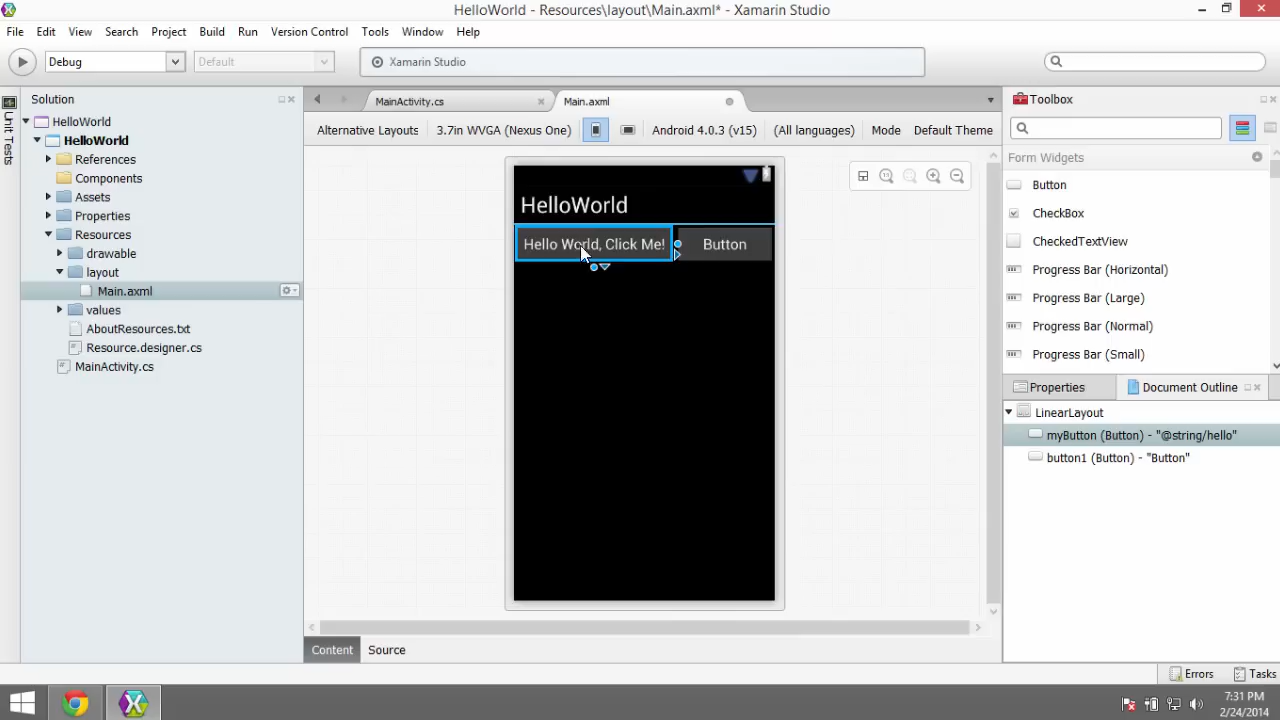 HelloWorld - Resources\layout\Main.axml* - Xamarin Studio
File Edit View Search Project Build Run Version Control Tools Window Help
Debug Default Xamarin Studio
Unit Tests
Solution
HelloWorld
HelloWorld
References
Components
Assets
Properties
Resources
drawable
layout
Main.axml
values
AboutResources.txt
Resource.designer.cs
MainActivity.cs
MainActivity.cs Main.axml
Alternative Layouts 3.7in WVGA (Nexus One) Android 4.0.3 (v15) (All languages) Mode Default Theme
HelloWorld
Hello World, Click Me! Button
Content Source
Toolbox
Form Widgets
Button
CheckBox
CheckedTextView
Progress Bar (Horizontal)
Progress Bar (Large)
Progress Bar (Normal)
Progress Bar (Small)
Properties Document Outline
LinearLayout
myButton (Button) - "@string/hello"
button1 (Button) - "Button"
Errors Tasks
7:31 PM
2/24/2014